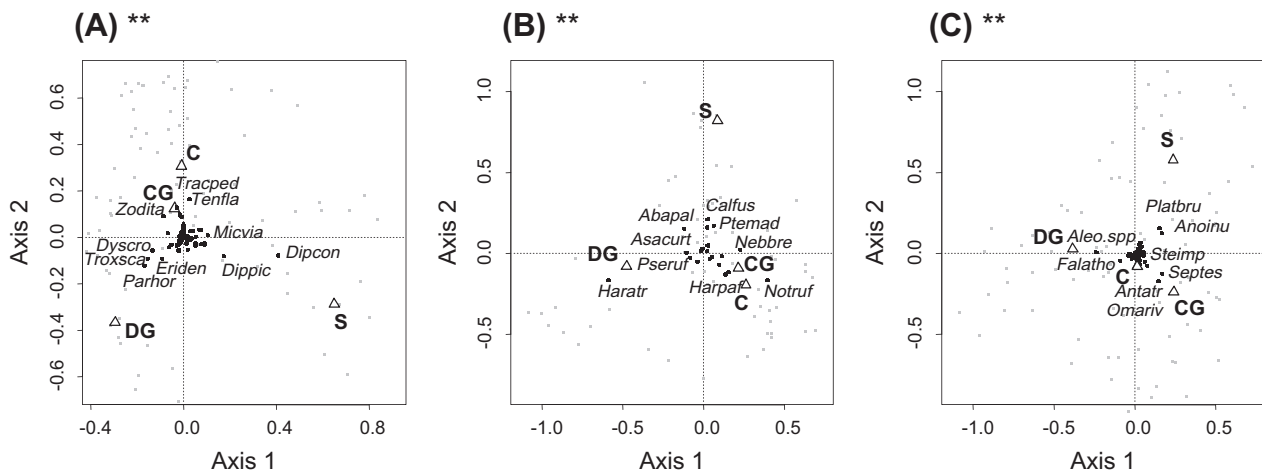 (A) **
Axis 2
0.6
0.4
0.2
0.0
-0.2
-0.4
-0.6
C
Tracped
CG
Tenfla
Zodita
Micvia
Dyscro
Dipcon
Troxsca
Eriden
Dippic
Parhor
S
DG
-0.4
0.0
0.4
0.8
Axis 1
(B) **
1.0
0.5
0.0
-0.5
S
Calfus
Abapal
Ptemad
Asacurt
Nebbre
DG
Pseruf
CG
Haratr
Harpaf
Notruf
C
-1.0
-0.5
0.0
0.5
Axis 1
(C) **
1.0
0.5
0.0
-0.5
S
Platbru
Anoinu
DG
Aleo.spp
Steimp
Falatho
C
Septes
Antatr
Omariv
CG
-1.0
-0.5
0.0
0.5
Axis 1